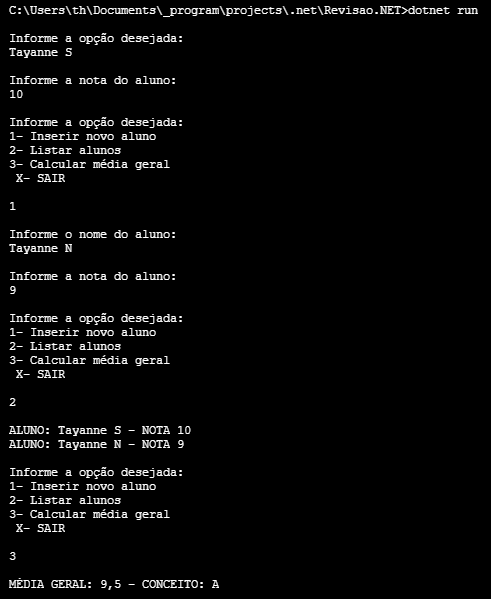 C:\Users\th\Documents\_program\projects\.net\Revisao.NET>dotnet run
Informe a opção desejada:
Tayanne S
Informe a nota do aluno:
10
Informe a opção desejada:
1- Inserir novo aluno
2- Listar alunos
3- Calcular média geral
X- SAIR
1
Informe o nome do aluno:
Tayanne N
Informe a nota do aluno:
9
Informe a opção desejada:
1- Inserir novo aluno
2- Listar alunos
3- Calcular média geral
X- SAIR
2
ALUNO: Tayanne S - NOTA 10
ALUNO: Tayanne N - NOTA 9
Informe a opção desejada:
1- Inserir novo aluno
2- Listar alunos
3- Calcular média geral
X- SAIR
3
MÉDIA GERAL: 9,5 - CONCEITO: A